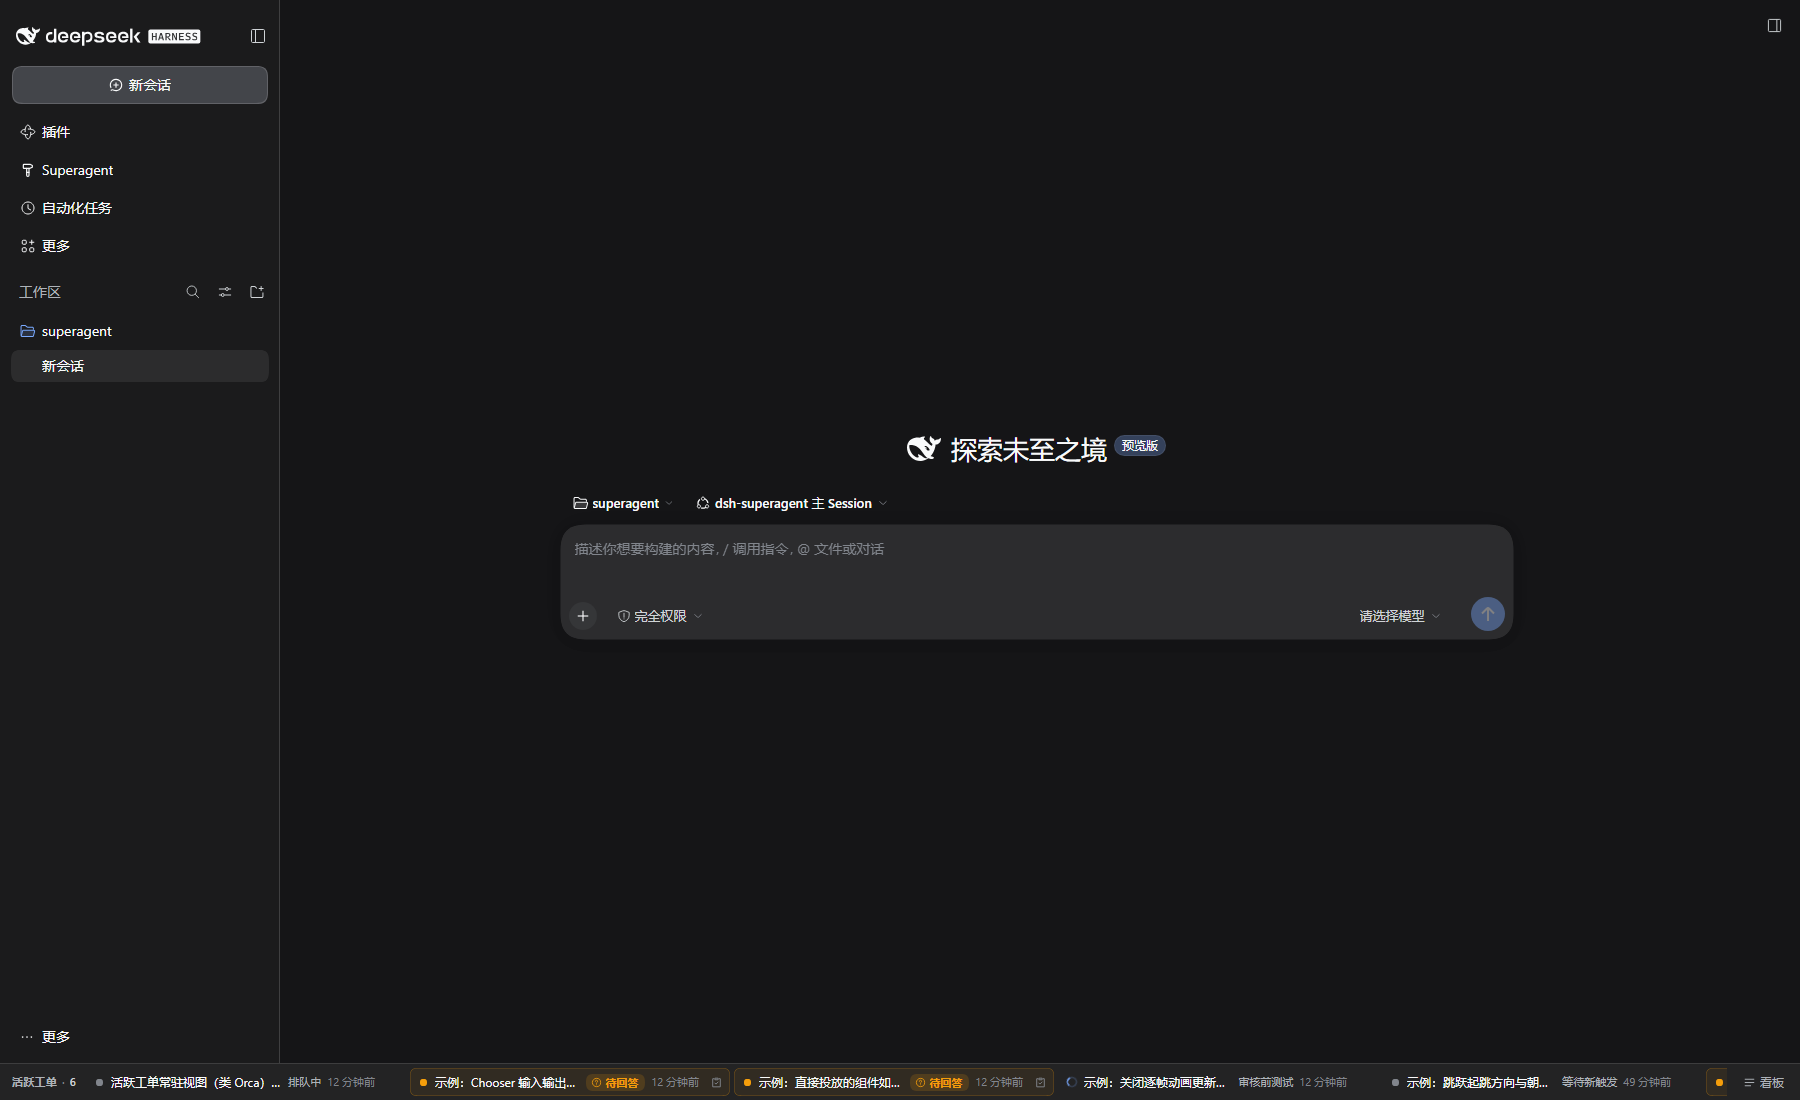 deepseek HARNESS
新会话
插件
Superagent
自动化任务
更多
工作区
superagent
新会话
更多
探索未至之境 预览版
superagent dsh-superagent 主 Session
描述你想要构建的内容, / 调用指令, @ 文件或对话
完全权限 请选择模型
活跃工单 · 6 活跃工单常驻视图（类 Orca）... 排队中 12 分钟前 示例：Chooser 输入输出... 待回答 12 分钟前 示例：直接投放的组件如... 待回答 12 分钟前 示例：关闭逐帧动画更新... 审核前测试 12 分钟前 示例：跳跃起跳方向与朝... 等待新触发 49 分钟前 看板